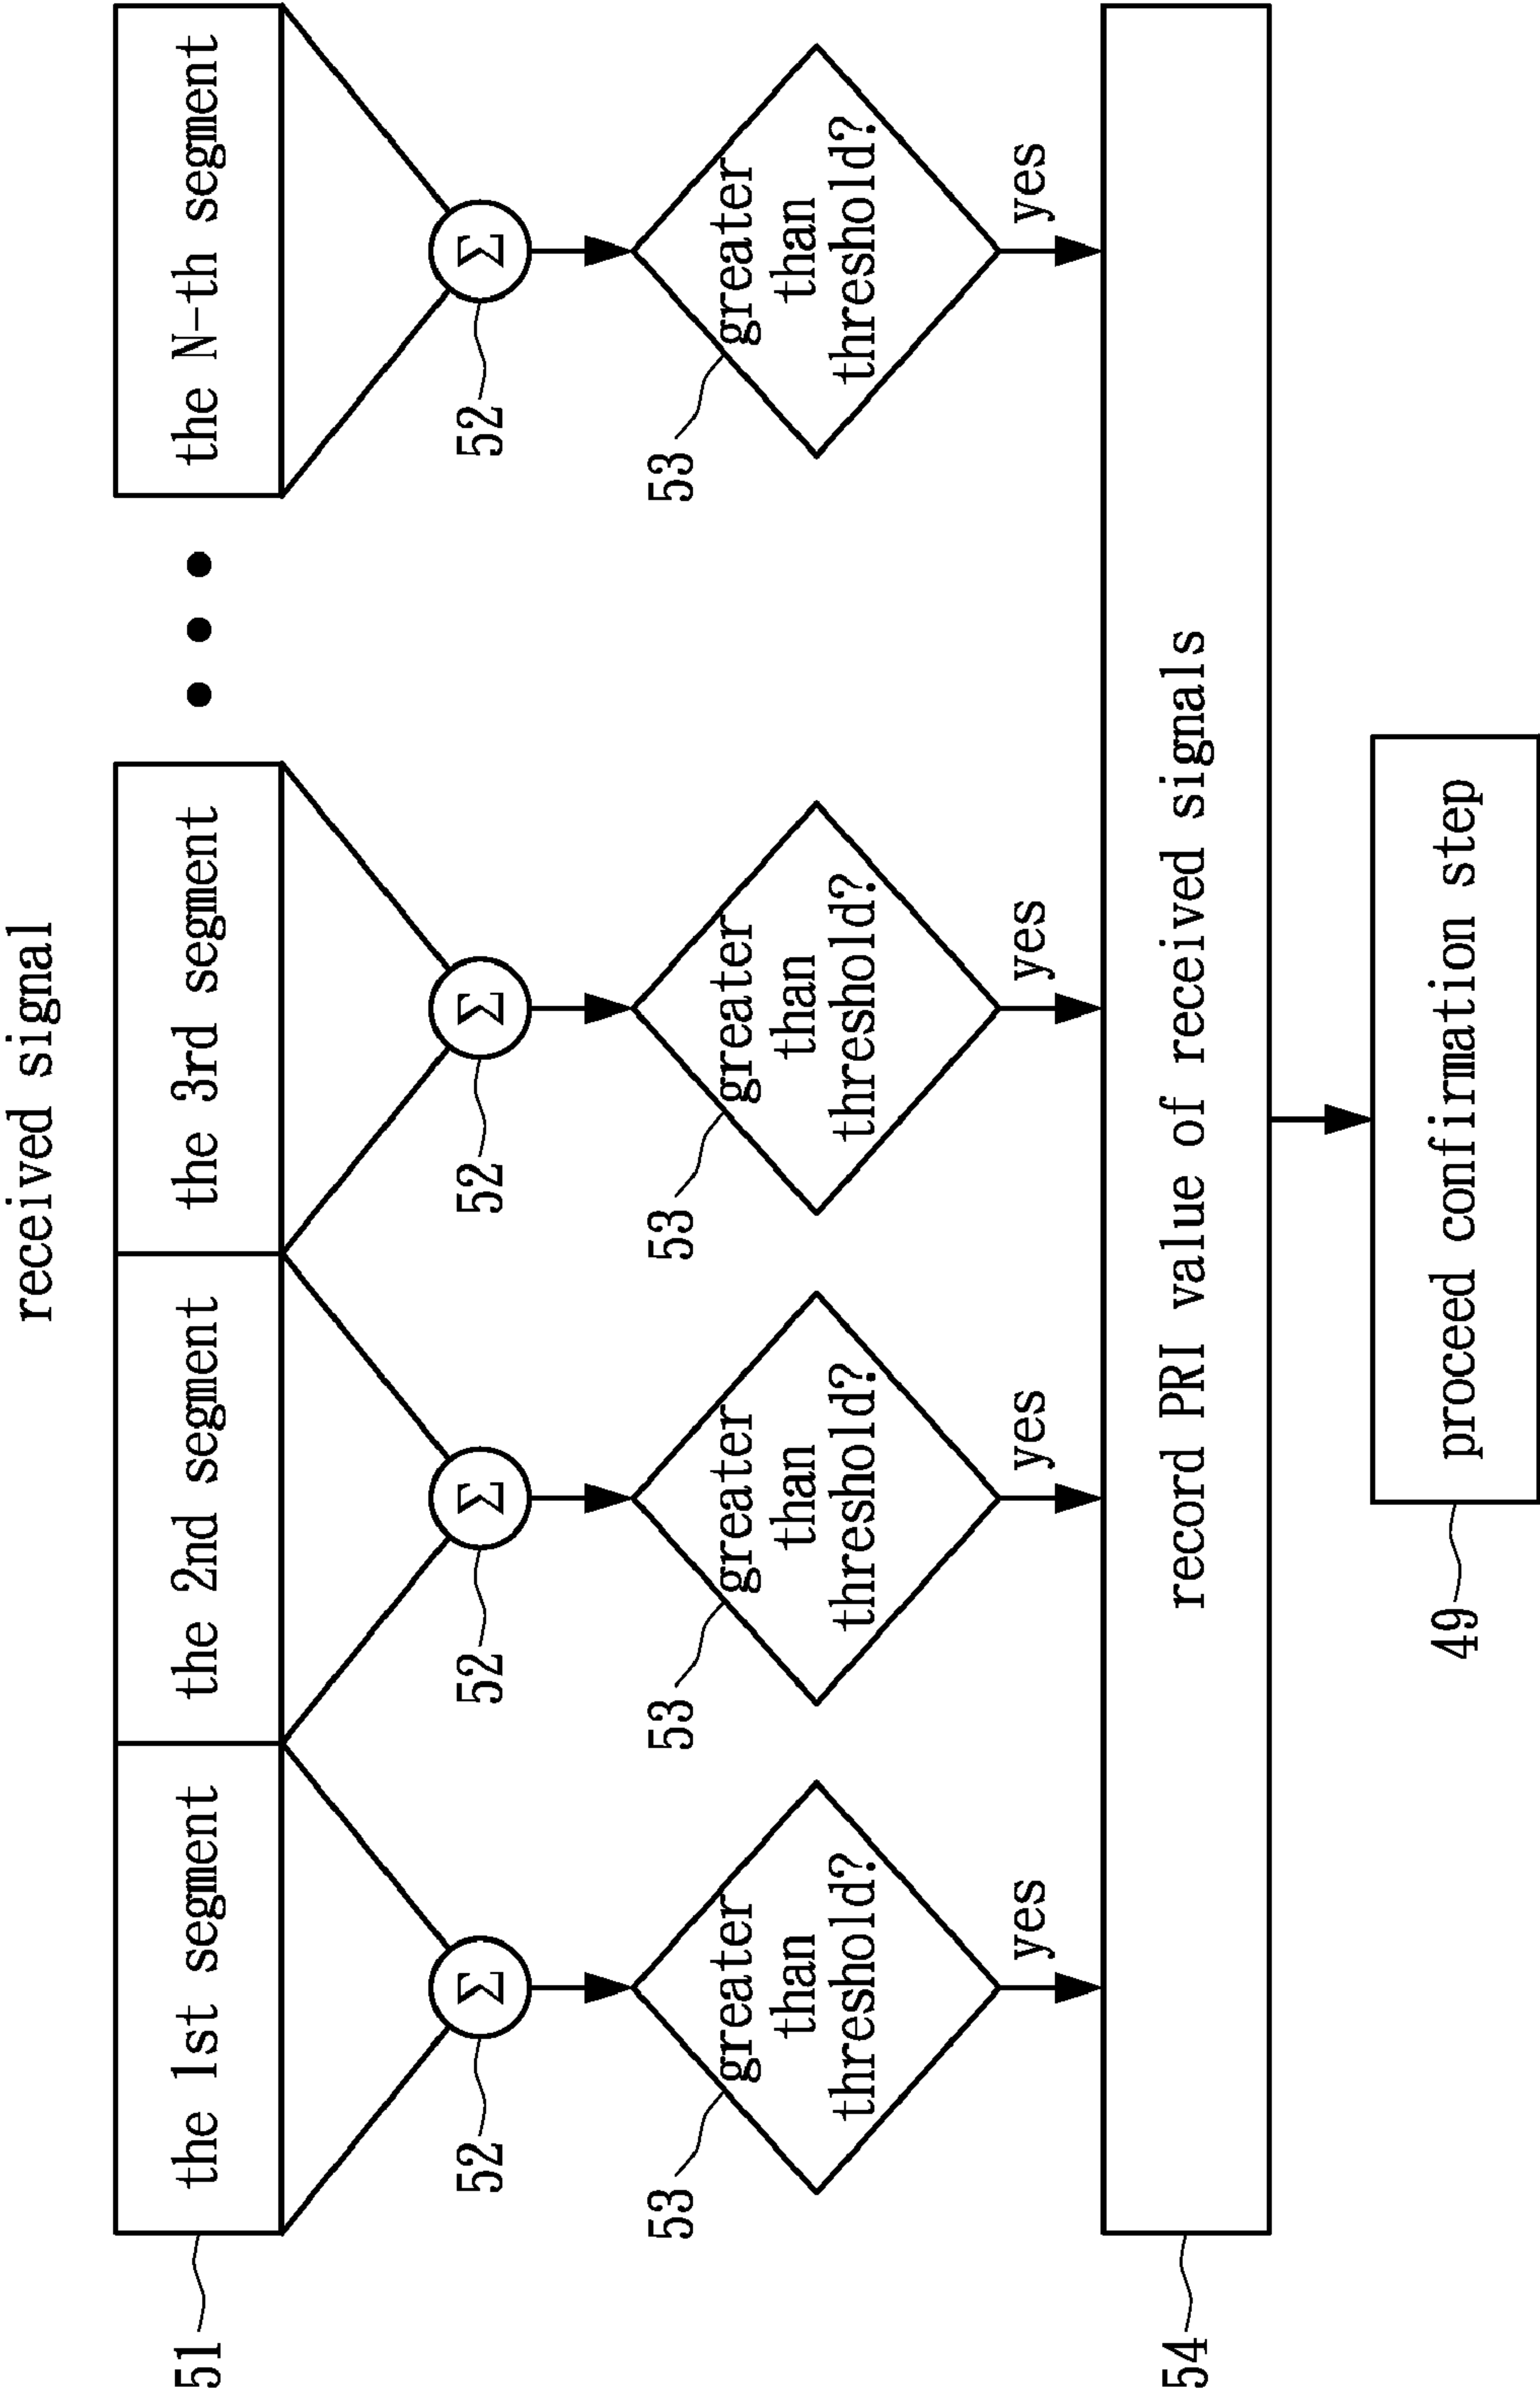 received signal
51
the 1st segment
the 2nd segment
the 3rd segment
the N-th segment
52
Σ
52
Σ
52
Σ
52
Σ
53
greater
than
threshold?
53
greater
than
threshold?
53
greater
than
threshold?
53
greater
than
threshold?
yes
yes
yes
yes
54
record PRI value of received signals
49
proceed confirmation step